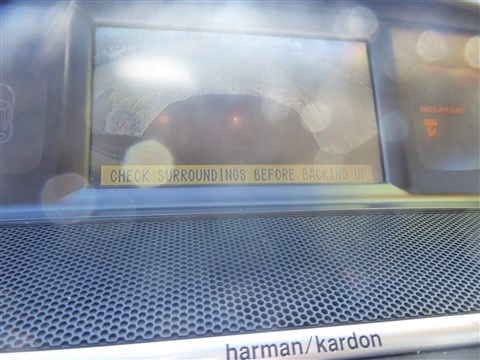 CHECK SURROUNDINGS BEFORE BACKING UP
harman/kardon